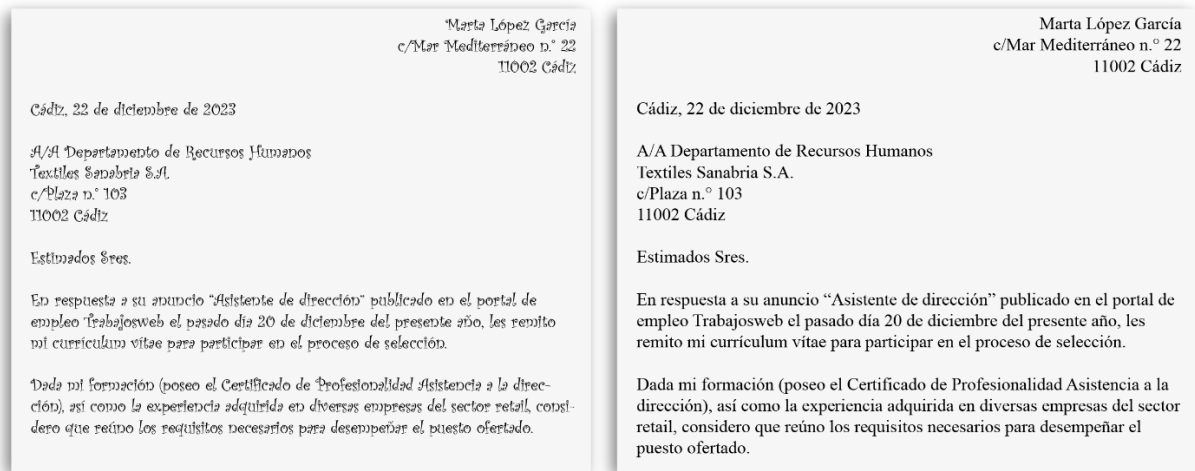 Marta López García
c/Mar Mediterráneo n.° 22
11002 Cádiz
Cádiz, 22 de diciembre de 2023
A/A Departamento de Recursos Humanos
Textiles Sanabria S.A.
c/Plaza n.° 103
11002 Cádiz
Estimados Sres.
En respuesta a su anuncio "Asistente de dirección" publicado en el portal de
empleo Trabajosweb el pasado día 20 de diciembre del presente año, les remito
mi currículum vítae para participar en el proceso de selección.
Dada mi formación (poseo el Certificado de Profesionalidad Asistencia a la direc-
ción), así como la experiencia adquirida en diversas empresas del sector retail, consi-
dero que reúno los requisitos necesarios para desempeñar el puesto ofertado.
Marta López García
c/Mar Mediterráneo n.° 22
11002 Cádiz
Cádiz, 22 de diciembre de 2023
A/A Departamento de Recursos Humanos
Textiles Sanabria S.A.
c/Plaza n.° 103
11002 Cádiz
Estimados Sres.
En respuesta a su anuncio “Asistente de dirección” publicado en el portal de
empleo Trabajosweb el pasado día 20 de diciembre del presente año, les
remito mi currículum vítae para participar en el proceso de selección.
Dada mi formación (poseo el Certificado de Profesionalidad Asistencia a la
dirección), así como la experiencia adquirida en diversas empresas del sector
retail, considero que reúno los requisitos necesarios para desempeñar el
puesto ofertado.